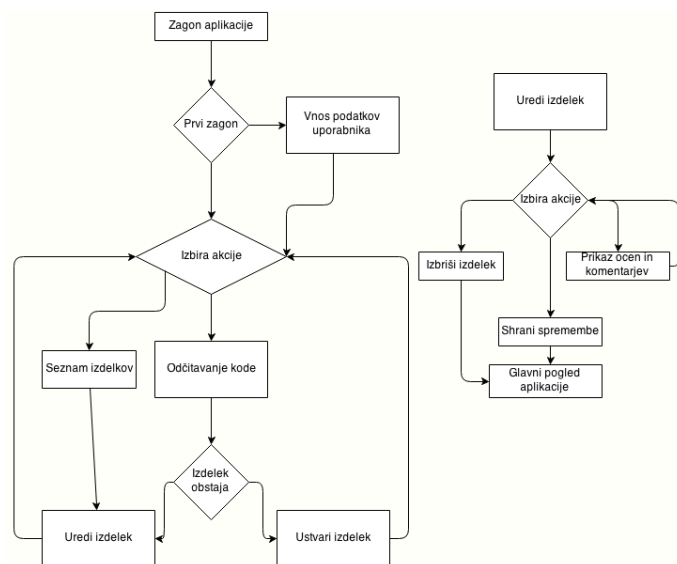 Zagon aplikacije
Prvi zagon
Vnos podatkov
uporabnika
Izbira akcije
Seznam izdelkov
Odčitavanje kode
Izdelek
obstaja
Uredi izdelek
Ustvari izdelek
Uredi izdelek
Izbira akcije
Izbriši izdelek
Prikaz ocen in
komentarjev
Shrani spremembe
Glavni pogled
aplikacije